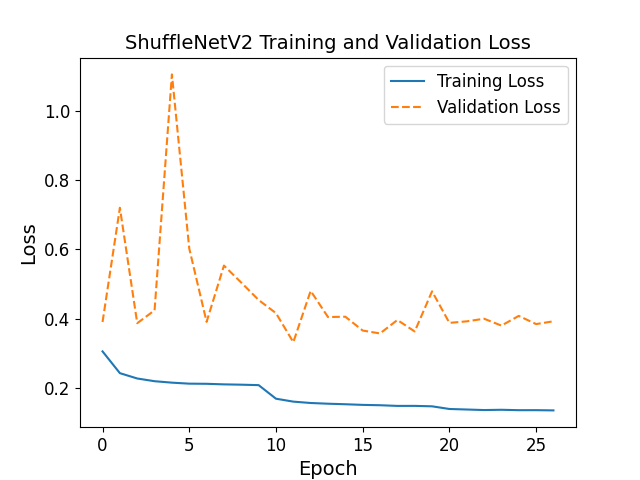 ShuffleNetV2 Training and Validation Loss
Training Loss
Validation Loss
1.0
0.8
0.6
0.4
0.2
Loss
0 5 10 15 20 25
Epoch